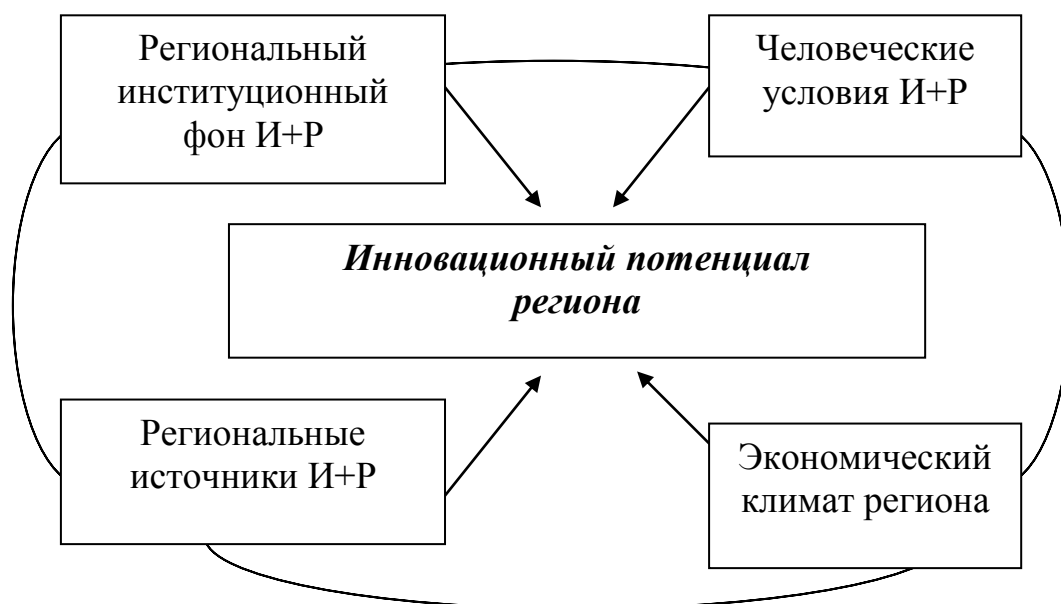 Региональный
институционный
фон И+Р
Человеческие
условия И+Р
Инновационный потенциал
региона
Региональные
источники И+Р
Экономический
климат региона